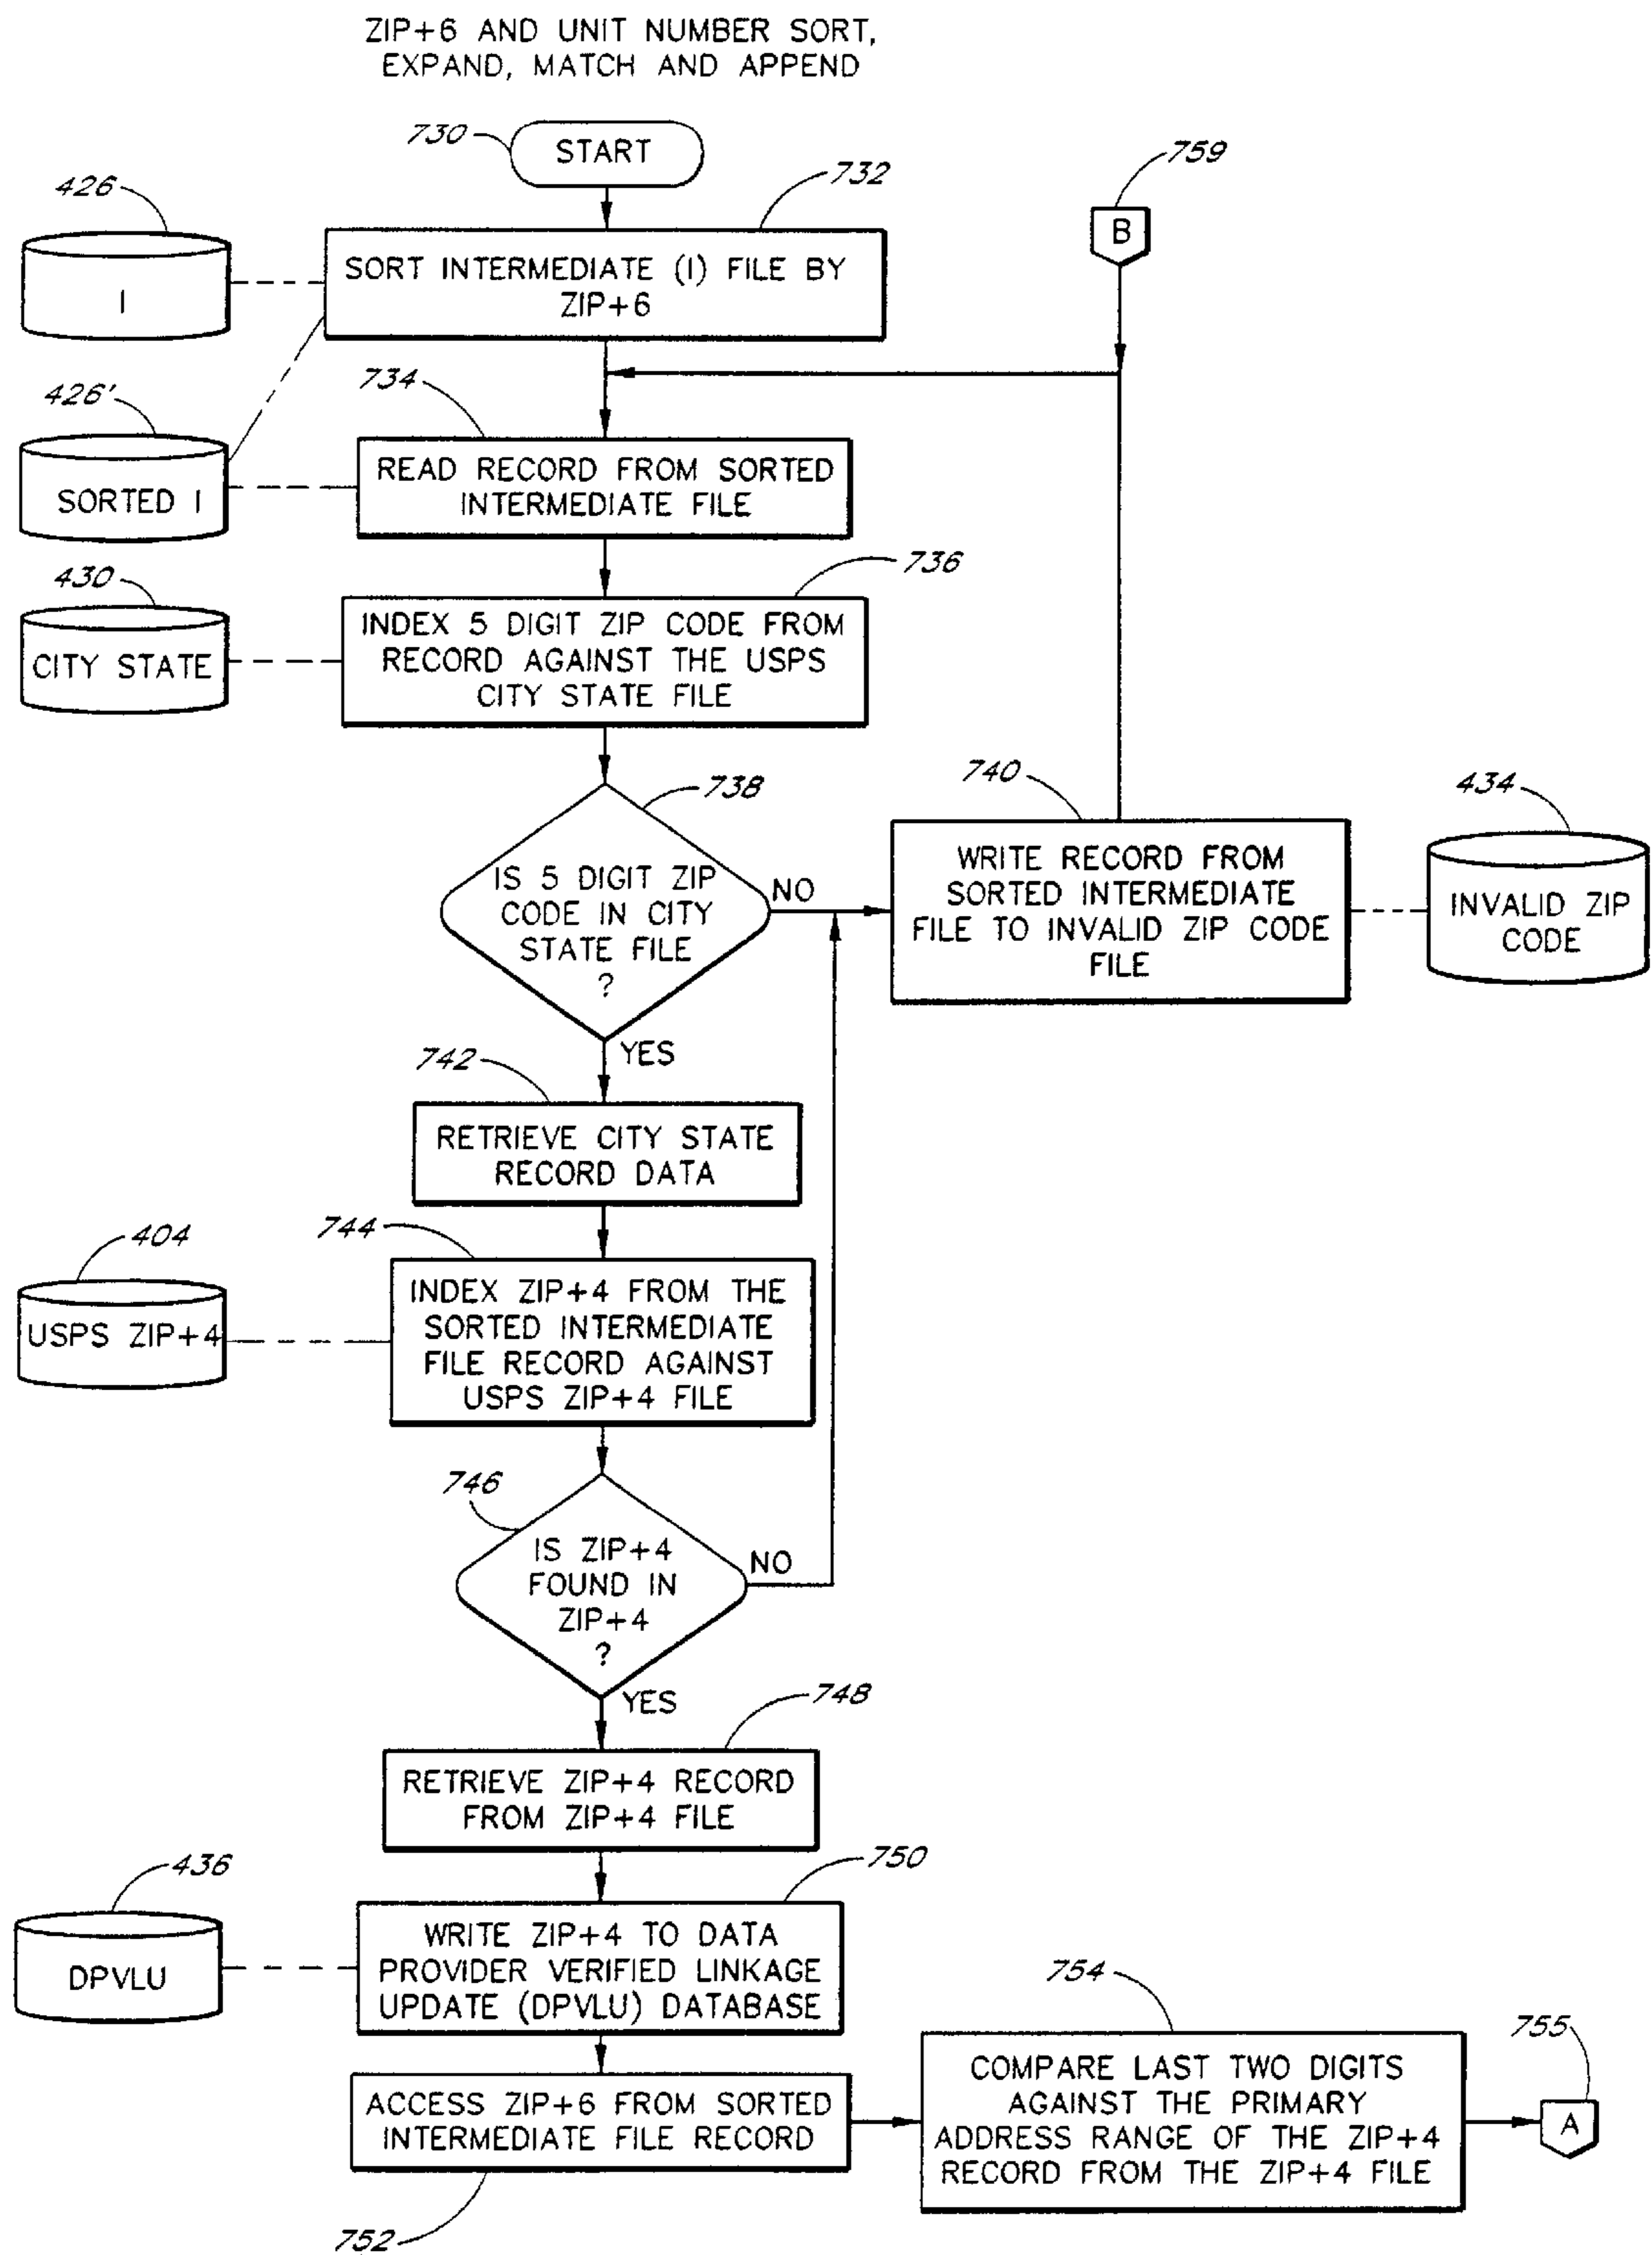 ZIP+6 AND UNIT NUMBER SORT,
EXPAND, MATCH AND APPEND
730
START
759
B
426
I
732
SORT INTERMEDIATE (I) FILE BY
ZIP+6
426'
SORTED I
734
READ RECORD FROM SORTED
INTERMEDIATE FILE
430
CITY STATE
736
INDEX 5 DIGIT ZIP CODE FROM
RECORD AGAINST THE USPS
CITY STATE FILE
738
IS 5 DIGIT ZIP
CODE IN CITY
STATE FILE
?
NO
YES
740
WRITE RECORD FROM
SORTED INTERMEDIATE
FILE TO INVALID ZIP CODE
FILE
434
INVALID ZIP
CODE
742
RETRIEVE CITY STATE
RECORD DATA
404
USPS ZIP+4
744
INDEX ZIP+4 FROM THE
SORTED INTERMEDIATE
FILE RECORD AGAINST
USPS ZIP+4 FILE
746
IS ZIP+4
FOUND IN
ZIP+4
?
NO
YES
748
RETRIEVE ZIP+4 RECORD
FROM ZIP+4 FILE
436
DPVLU
750
WRITE ZIP+4 TO DATA
PROVIDER VERIFIED LINKAGE
UPDATE (DPVLU) DATABASE
752
ACCESS ZIP+6 FROM SORTED
INTERMEDIATE FILE RECORD
754
COMPARE LAST TWO DIGITS
AGAINST THE PRIMARY
ADDRESS RANGE OF THE ZIP+4
RECORD FROM THE ZIP+4 FILE
755
A